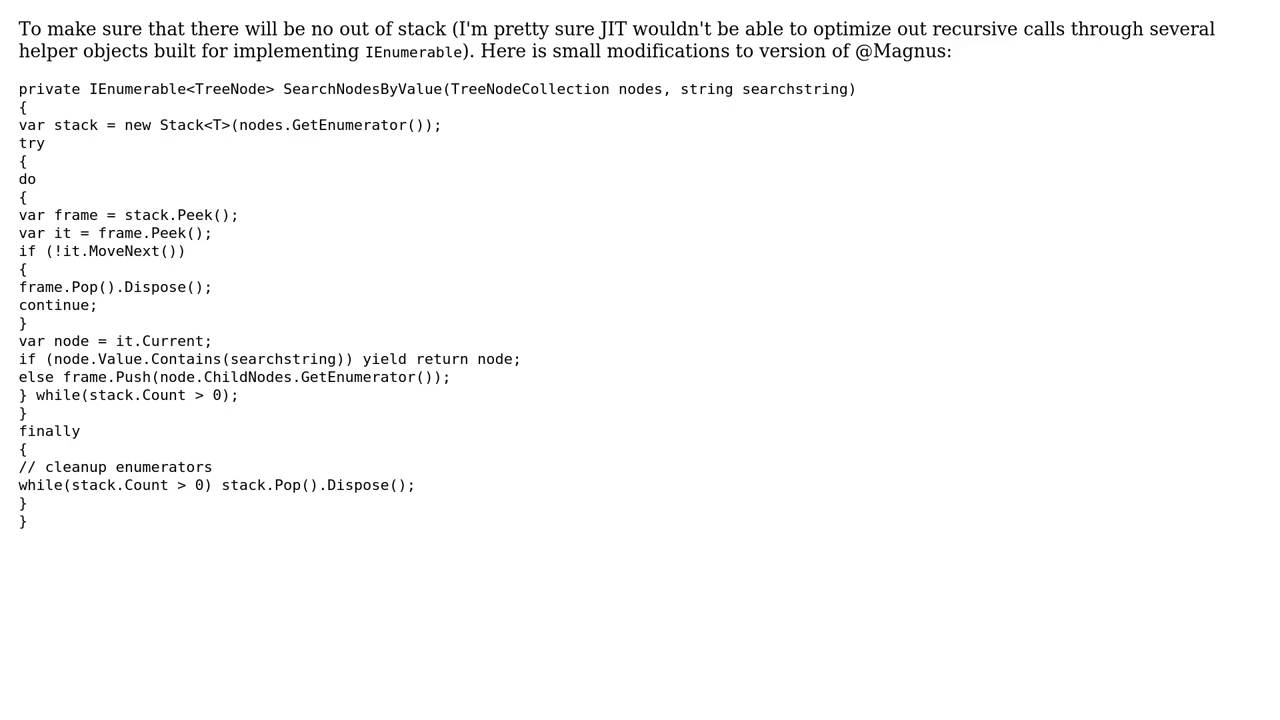 To make sure that there will be no out of stack (I'm pretty sure JIT wouldn't be able to optimize out recursive calls through several
helper objects built for implementing IEnumerable). Here is small modifications to version of @Magnus:
private IEnumerable<TreeNode> SearchNodesByValue(TreeNodeCollection nodes, string searchstring)
{
var stack = new Stack<T>(nodes.GetEnumerator());
try
{
do
{
var frame = stack.Peek();
var it = frame.Peek();
if (!it.MoveNext())
{
frame.Pop().Dispose();
continue;
}
var node = it.Current;
if (node.Value.Contains(searchstring)) yield return node;
else frame.Push(node.ChildNodes.GetEnumerator());
} while(stack.Count > 0);
}
finally
{
// cleanup enumerators
while(stack.Count > 0) stack.Pop().Dispose();
}
}